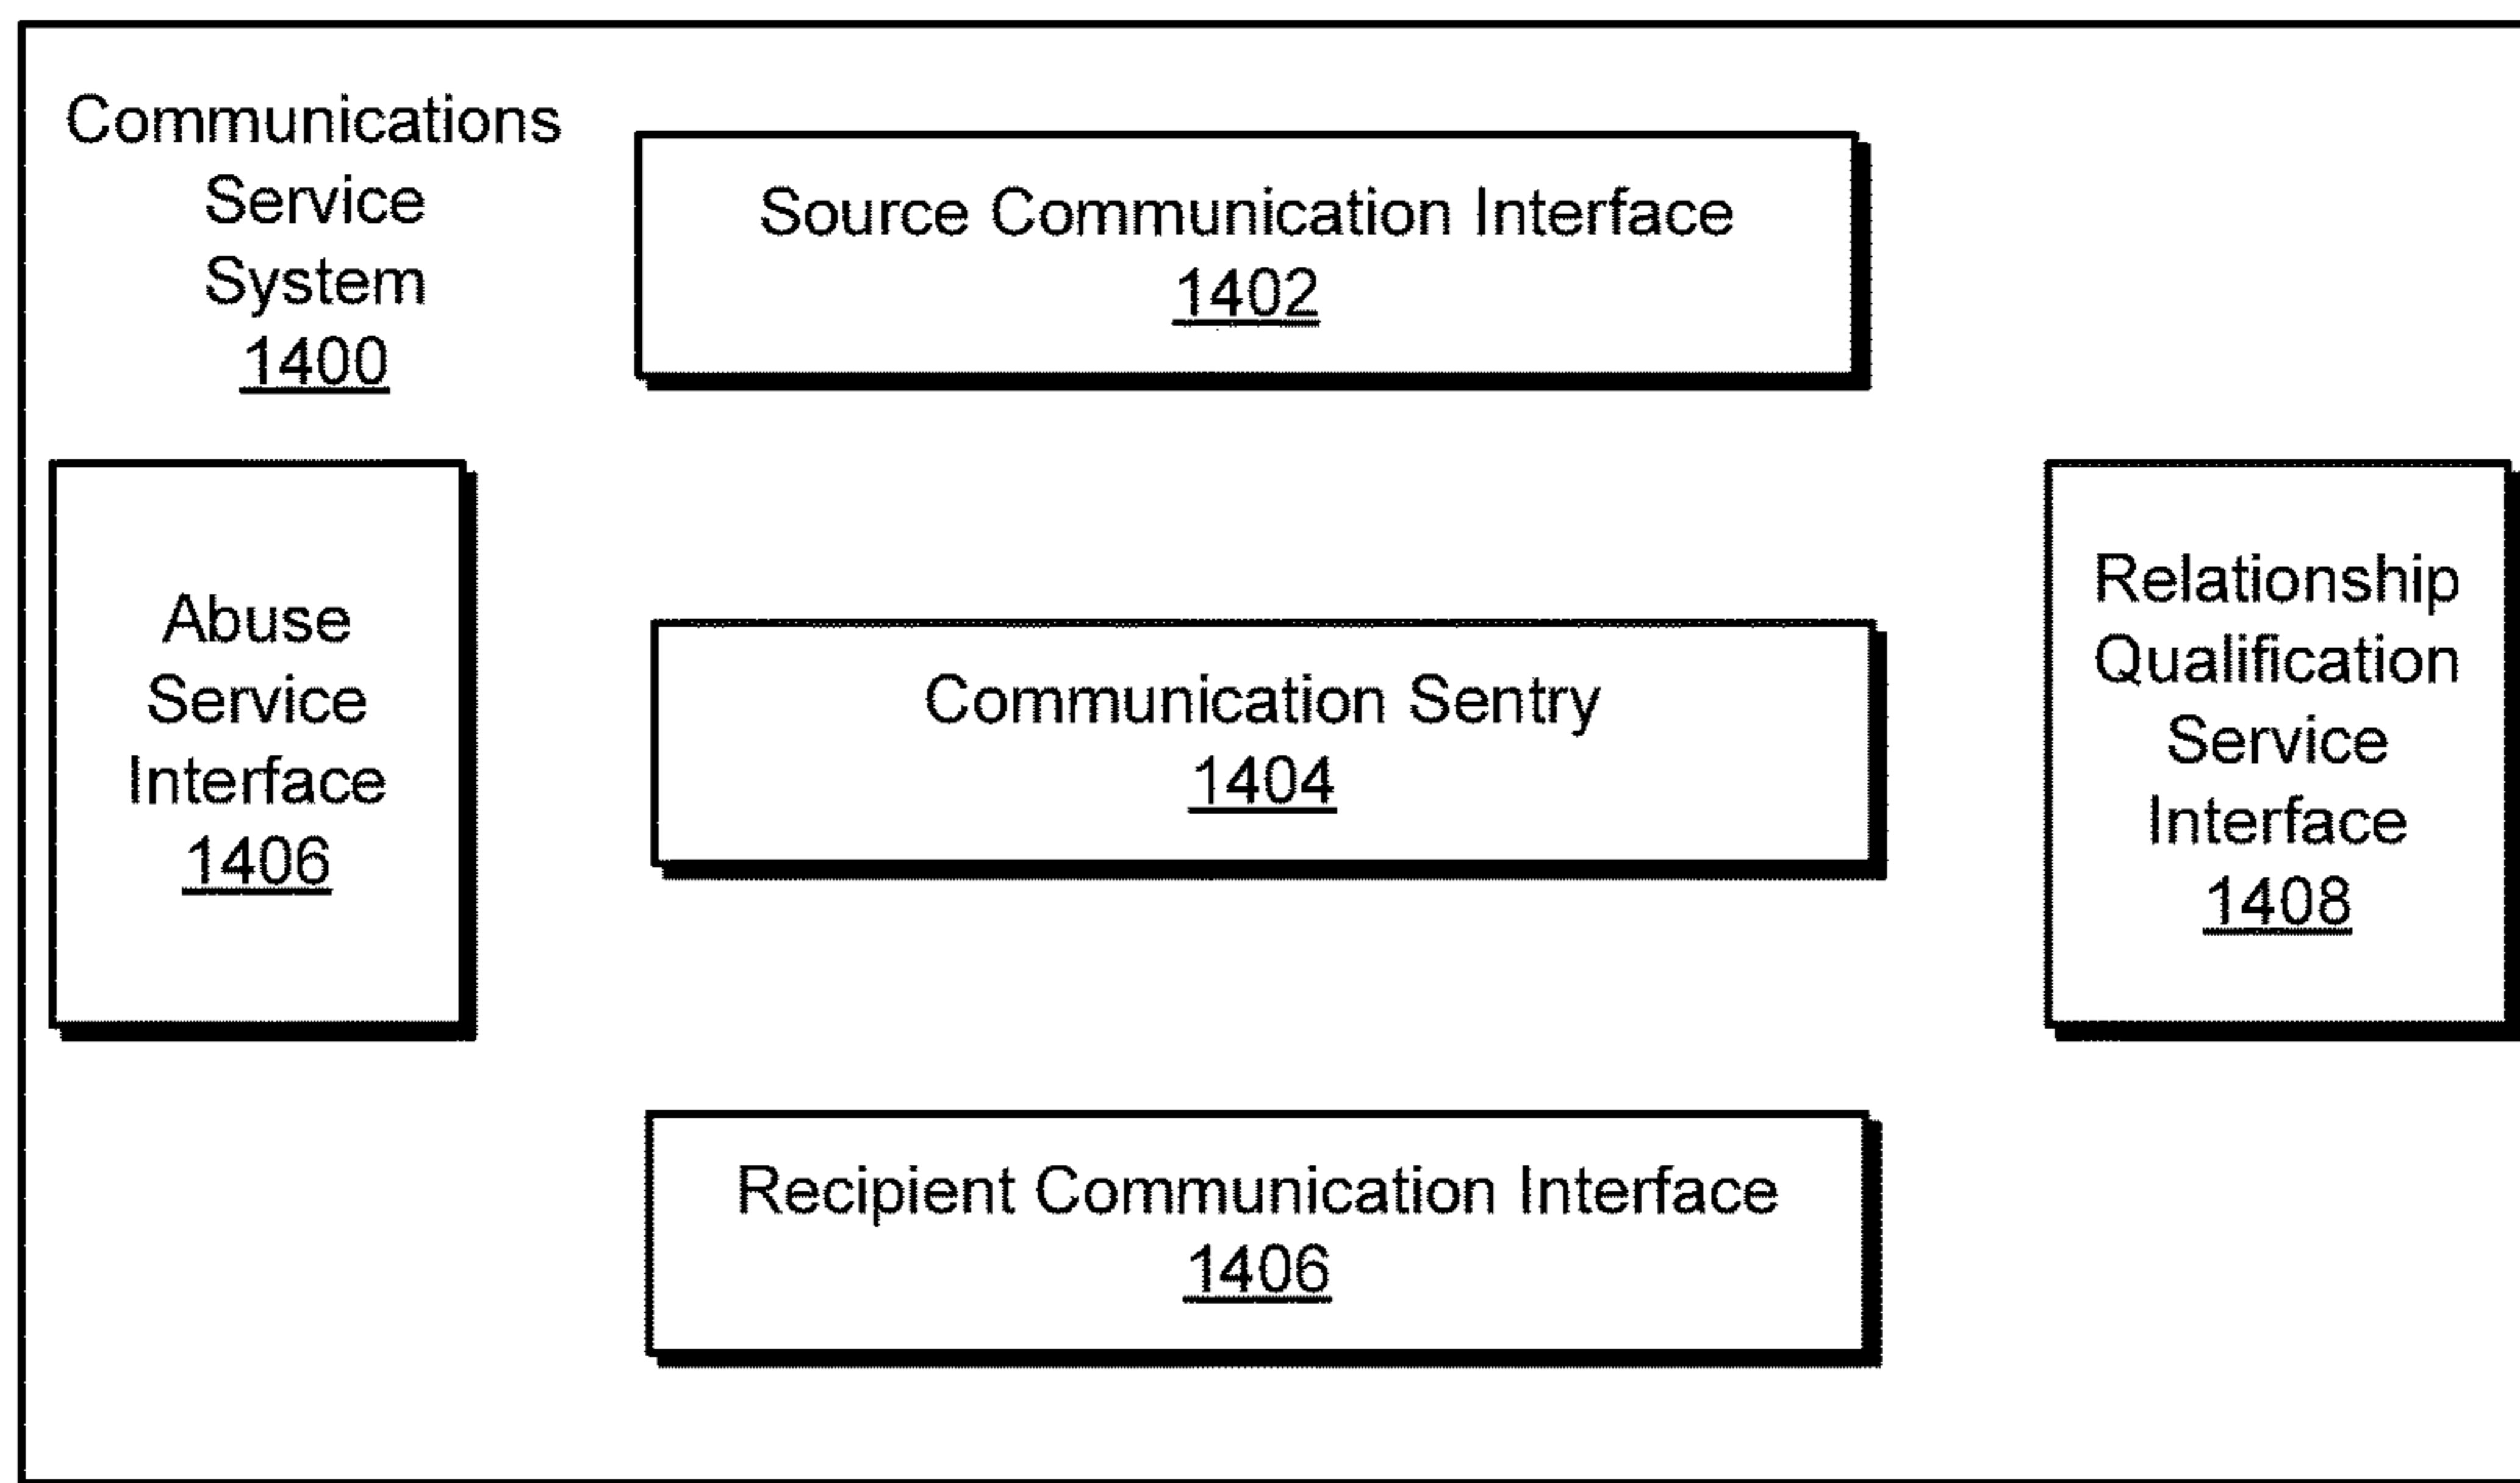 Communications
Service
System
1400
Source Communication Interface
1402
Abuse
Service
Interface
1406
Communication Sentry
1404
Relationship
Qualification
Service
Interface
1408
Recipient Communication Interface
1406